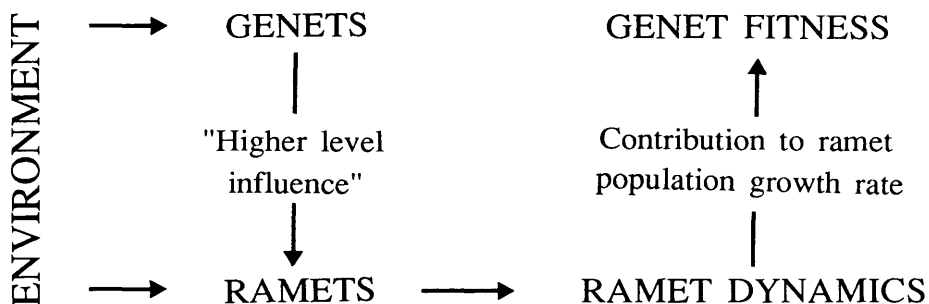 ENVIRONMENT
GENETS
GENET FITNESS
"Higher level
influence"
Contribution to ramet
population growth rate
RAMETS
RAMET DYNAMICS